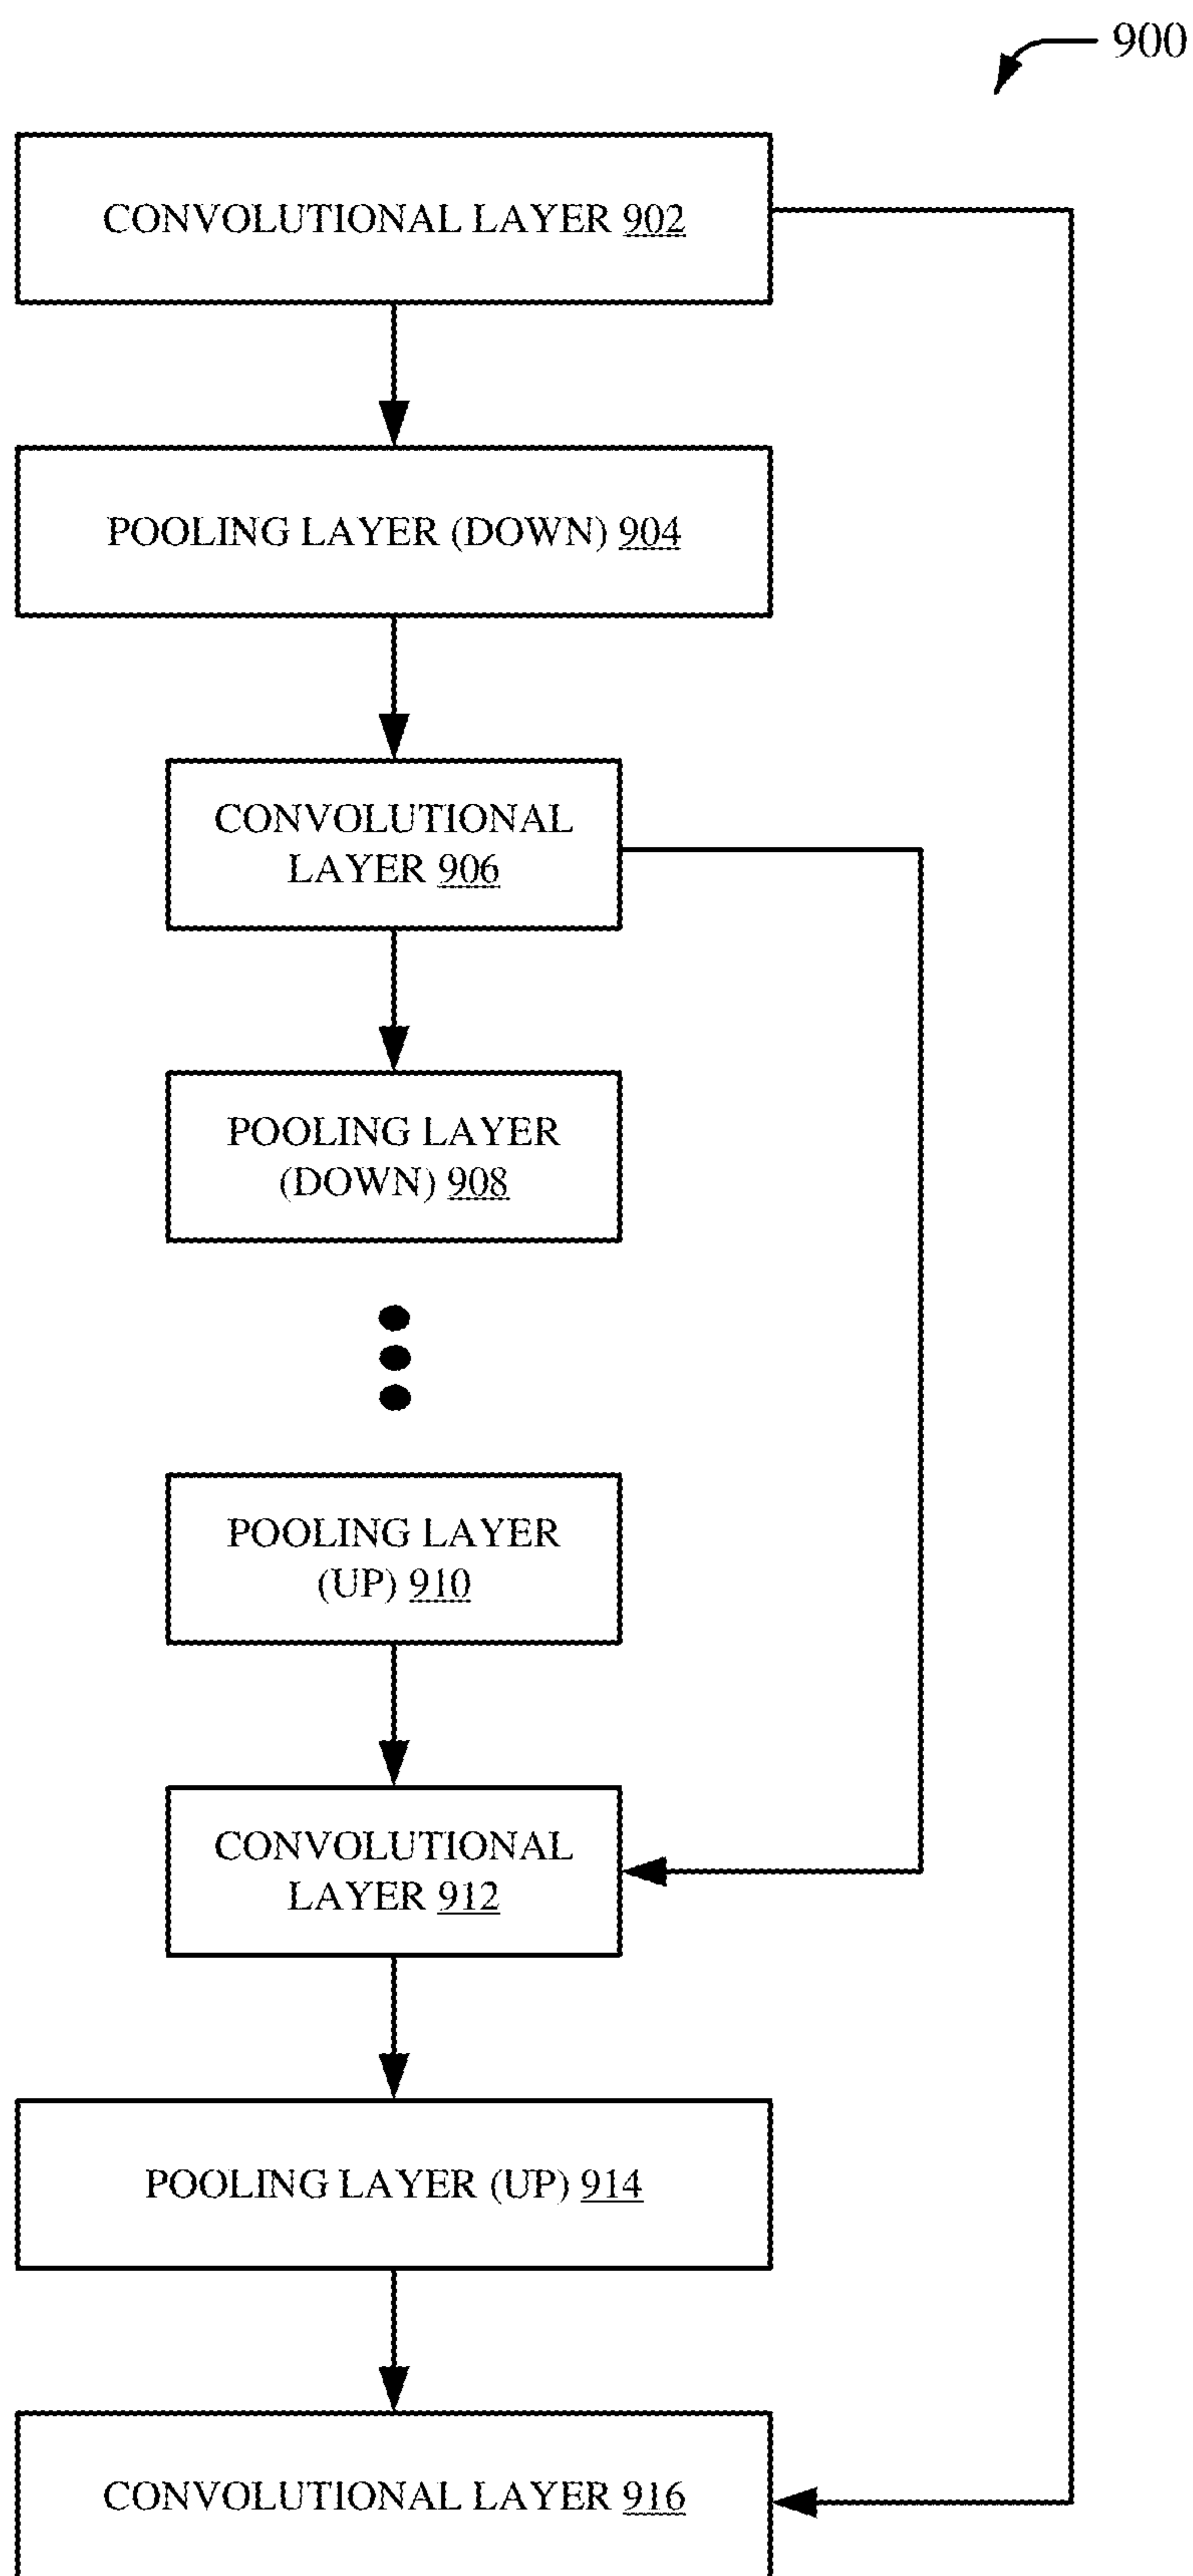 900
CONVOLUTIONAL LAYER 902
POOLING LAYER (DOWN) 904
CONVOLUTIONAL
LAYER 906
POOLING LAYER
(DOWN) 908
POOLING LAYER
(UP) 910
CONVOLUTIONAL
LAYER 912
POOLING LAYER (UP) 914
CONVOLUTIONAL LAYER 916